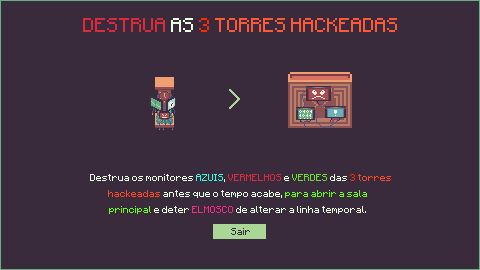 DESTRUA AS 3 TORRES HACKEADAS
Destrua os monitores AZUIS, VERMELHOS e VERDES das 3 torres
hackeadas antes que o tempo acabe, para abrir a sala
principal e deter ELMOSCO de alterar a linha temporal.
Sair